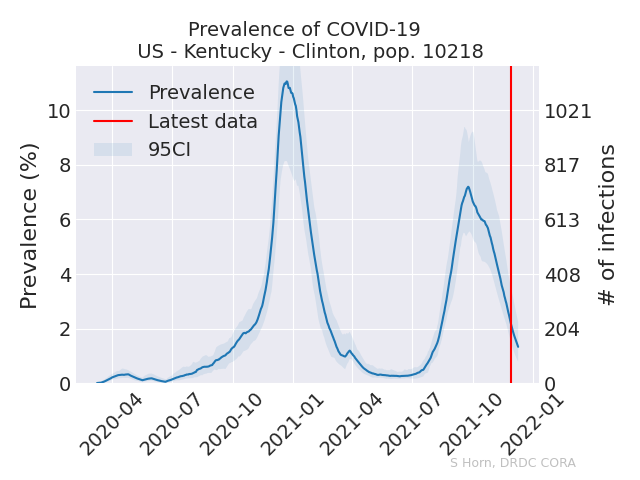 Prevalence of COVID-19
US - Kentucky - Clinton, pop. 10218
Prevalence
Latest data
95CI
Prevalence (%)
10
8
6
4
2
0
1021
817
613
408
204
0
# of infections
2020-04
2020-07
2020-10
2021-01
2021-04
2021-07
2021-10
2022-01
S Horn, DRDC CORA